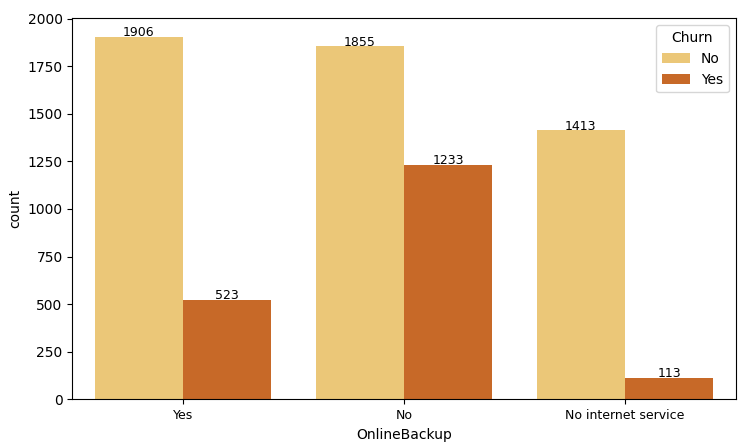 2000
1750
1500
1250
1000
750
500
250
0
count
1906
523
1855
1233
1413
113
Churn
No
Yes
Yes
No
No internet service
OnlineBackup